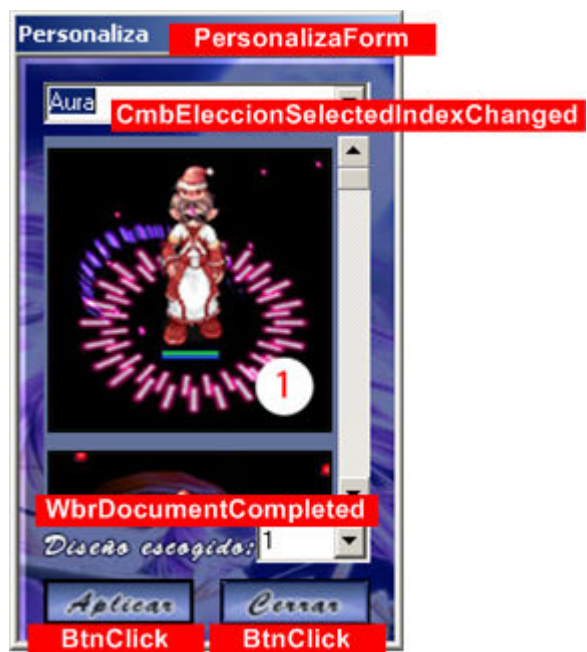 Personaliza PersonalizaForm
Aura
CmbEleccionSelectedIndexChanged
1
WbrDocumentCompleted
Diseño escogido: 1
Aplicar Cerrar
BtnClick BtnClick